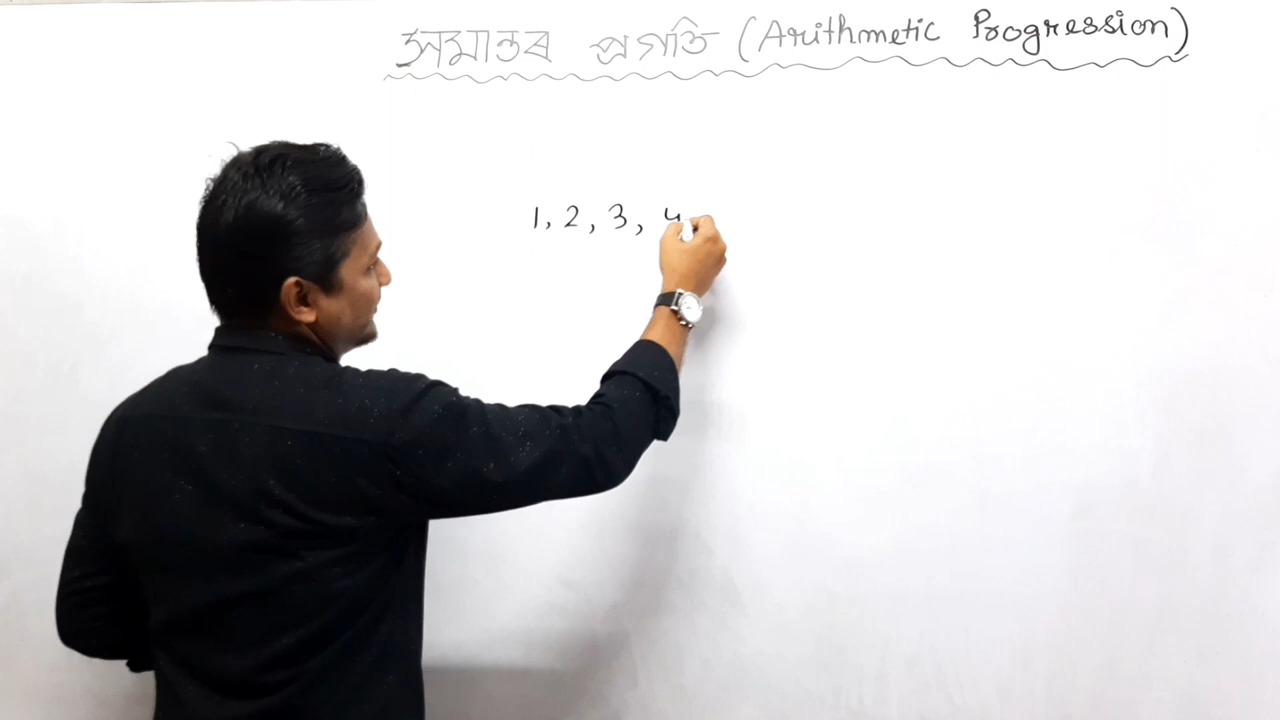 সমান্তৰ প্ৰগতি (Arithmetic Progression)
1, 2, 3, 4